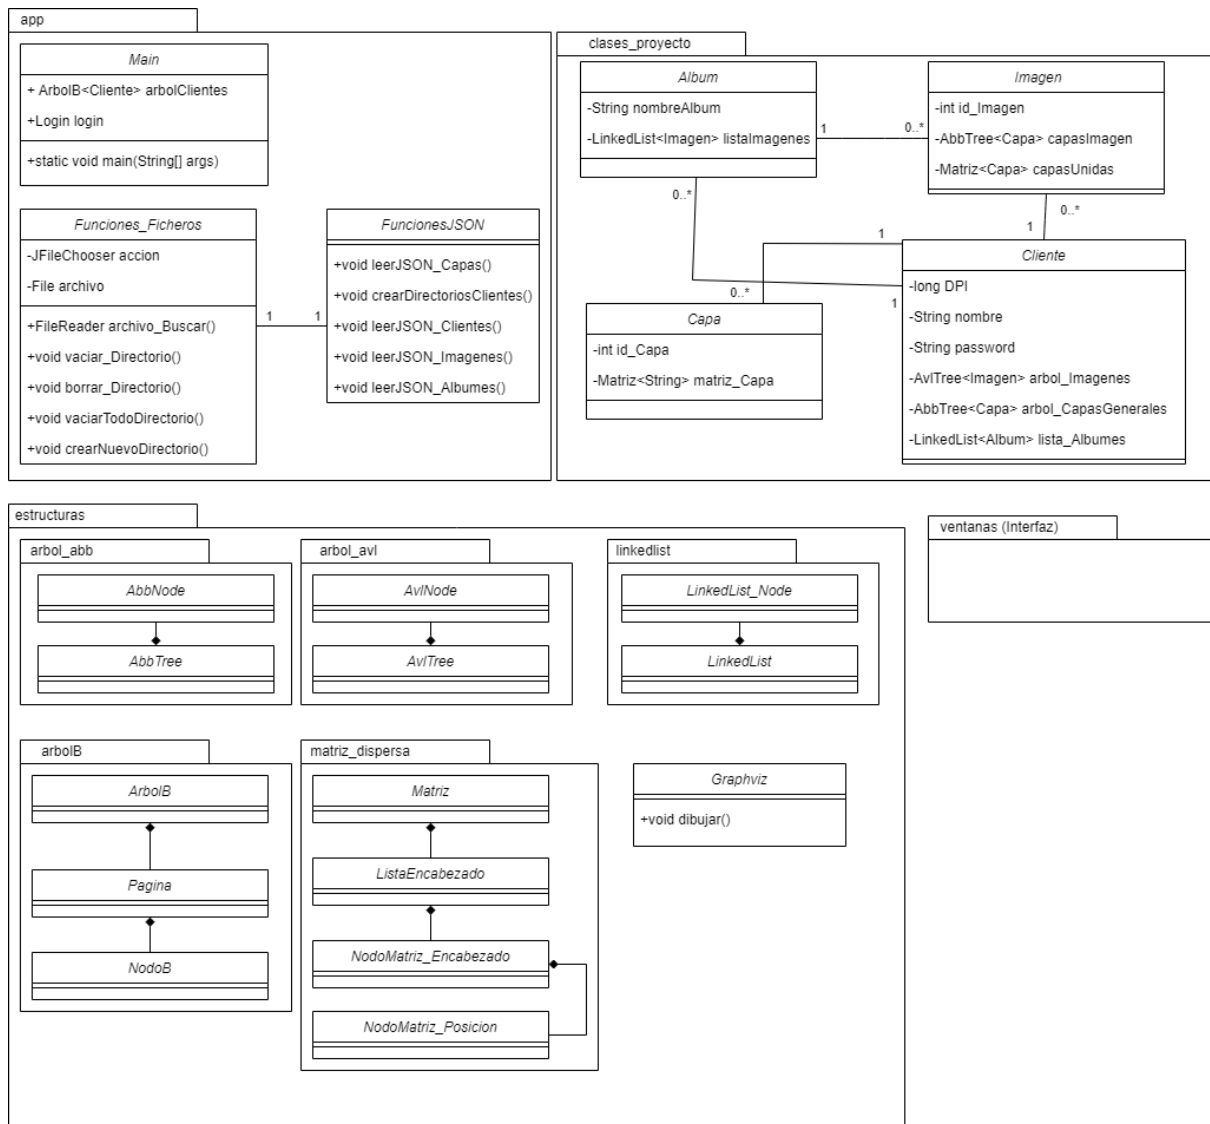 app
Main
+ ArbolB<Cliente> arbolClientes
+Login login
+static void main(String[] args)
Funciones_Ficheros
-JFileChooser accion
-File archivo
+FileReader archivo_Buscar()
+void vaciar_Directorio()
+void borrar_Directorio()
+void vaciarTodoDirectorio()
+void crearNuevoDirectorio()
1
1
FuncionesJSON
+void leerJSON_Capas()
+void crearDirectoriosClientes()
+void leerJSON_Clientes()
+void leerJSON_Imagenes()
+void leerJSON_Albumes()
clases_proyecto
Album
-String nombreAlbum
-LinkedList<Imagen> listaImagenes
1
0..*
Imagen
-int id_Imagen
-AbbTree<Capa> capasImagen
-Matriz<Capa> capasUnidas
0..*
0..*
1
1
0..*
1
Cliente
-long DPI
-String nombre
-String password
-AvlTree<Imagen> arbol_Imagenes
-AbbTree<Capa> arbol_CapasGenerales
-LinkedList<Album> lista_Albumes
Capa
-int id_Capa
-Matriz<String> matriz_Capa
estructuras
arbol_abb
AbbNode
AbbTree
arbol_avl
AvlNode
AvlTree
linkedlist
LinkedList_Node
LinkedList
ventanas (Interfaz)
arbolB
ArbolB
Pagina
NodoB
matriz_dispersa
Matriz
ListaEncabezado
NodoMatriz_Encabezado
NodoMatriz_Posicion
Graphviz
+void dibujar()